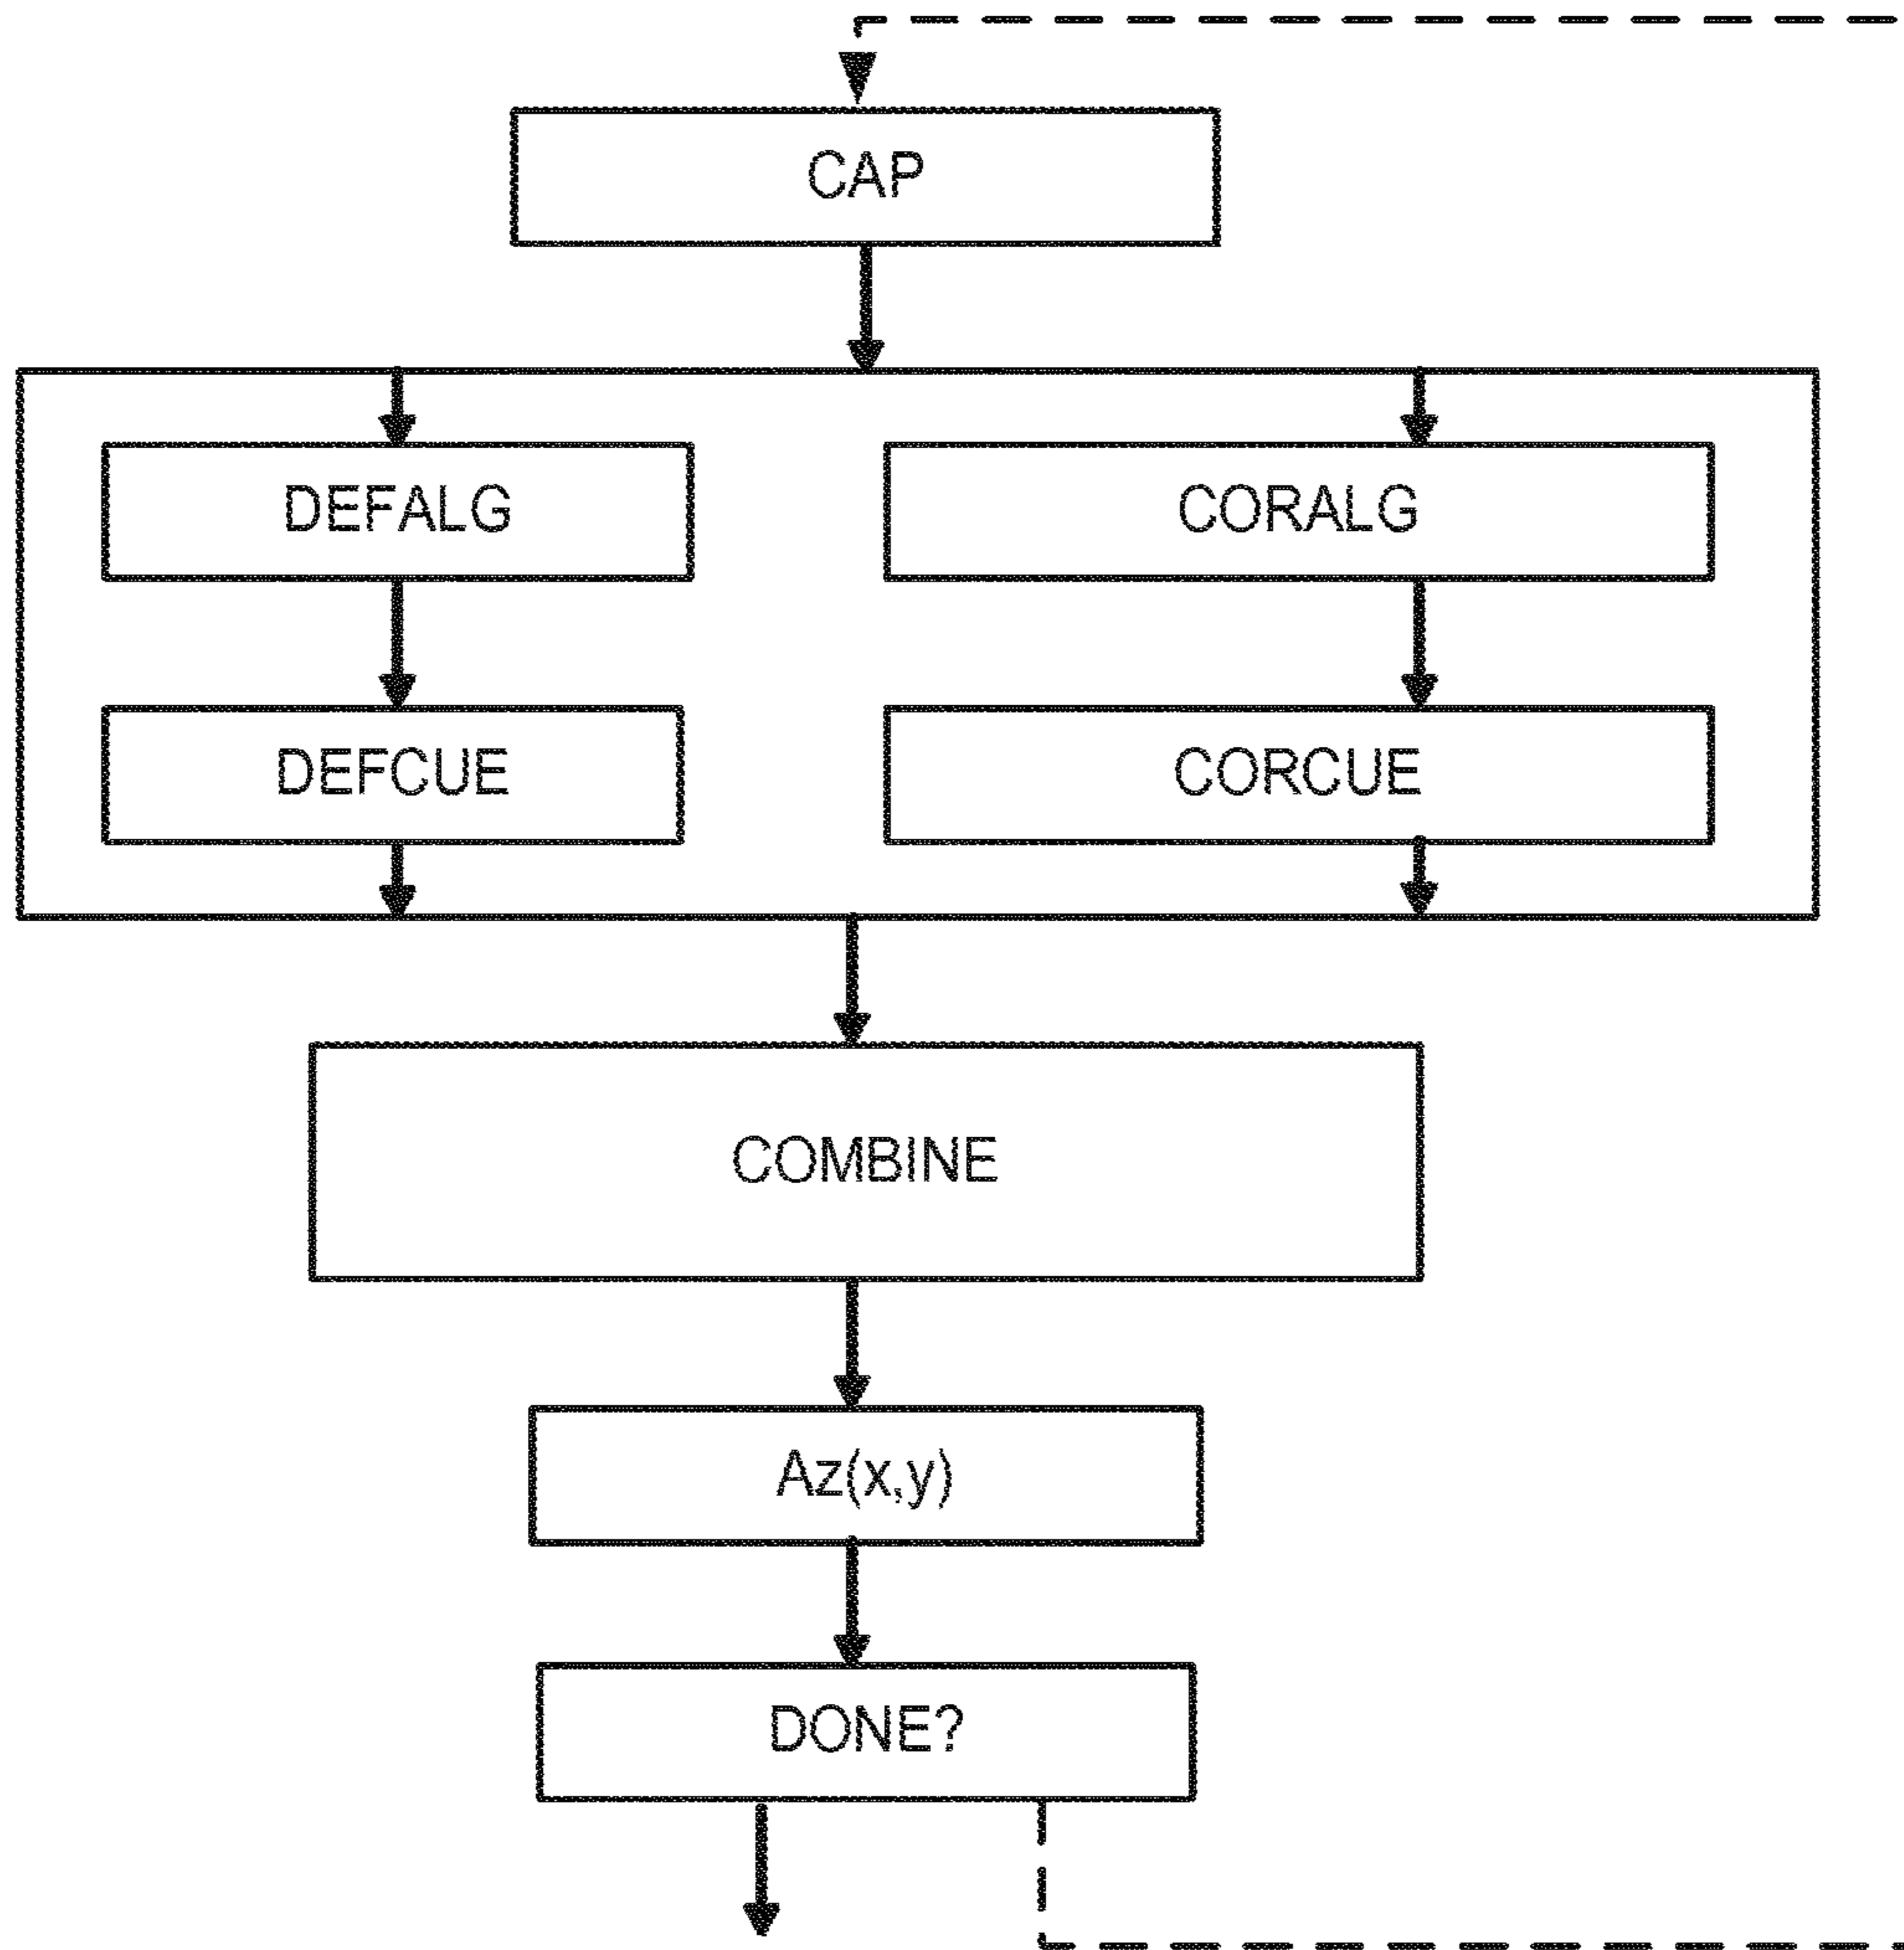 CAP
DEFALG
CORALG
DEFCUE
CORCUE
COMBINE
Az(x,y)
DONE?